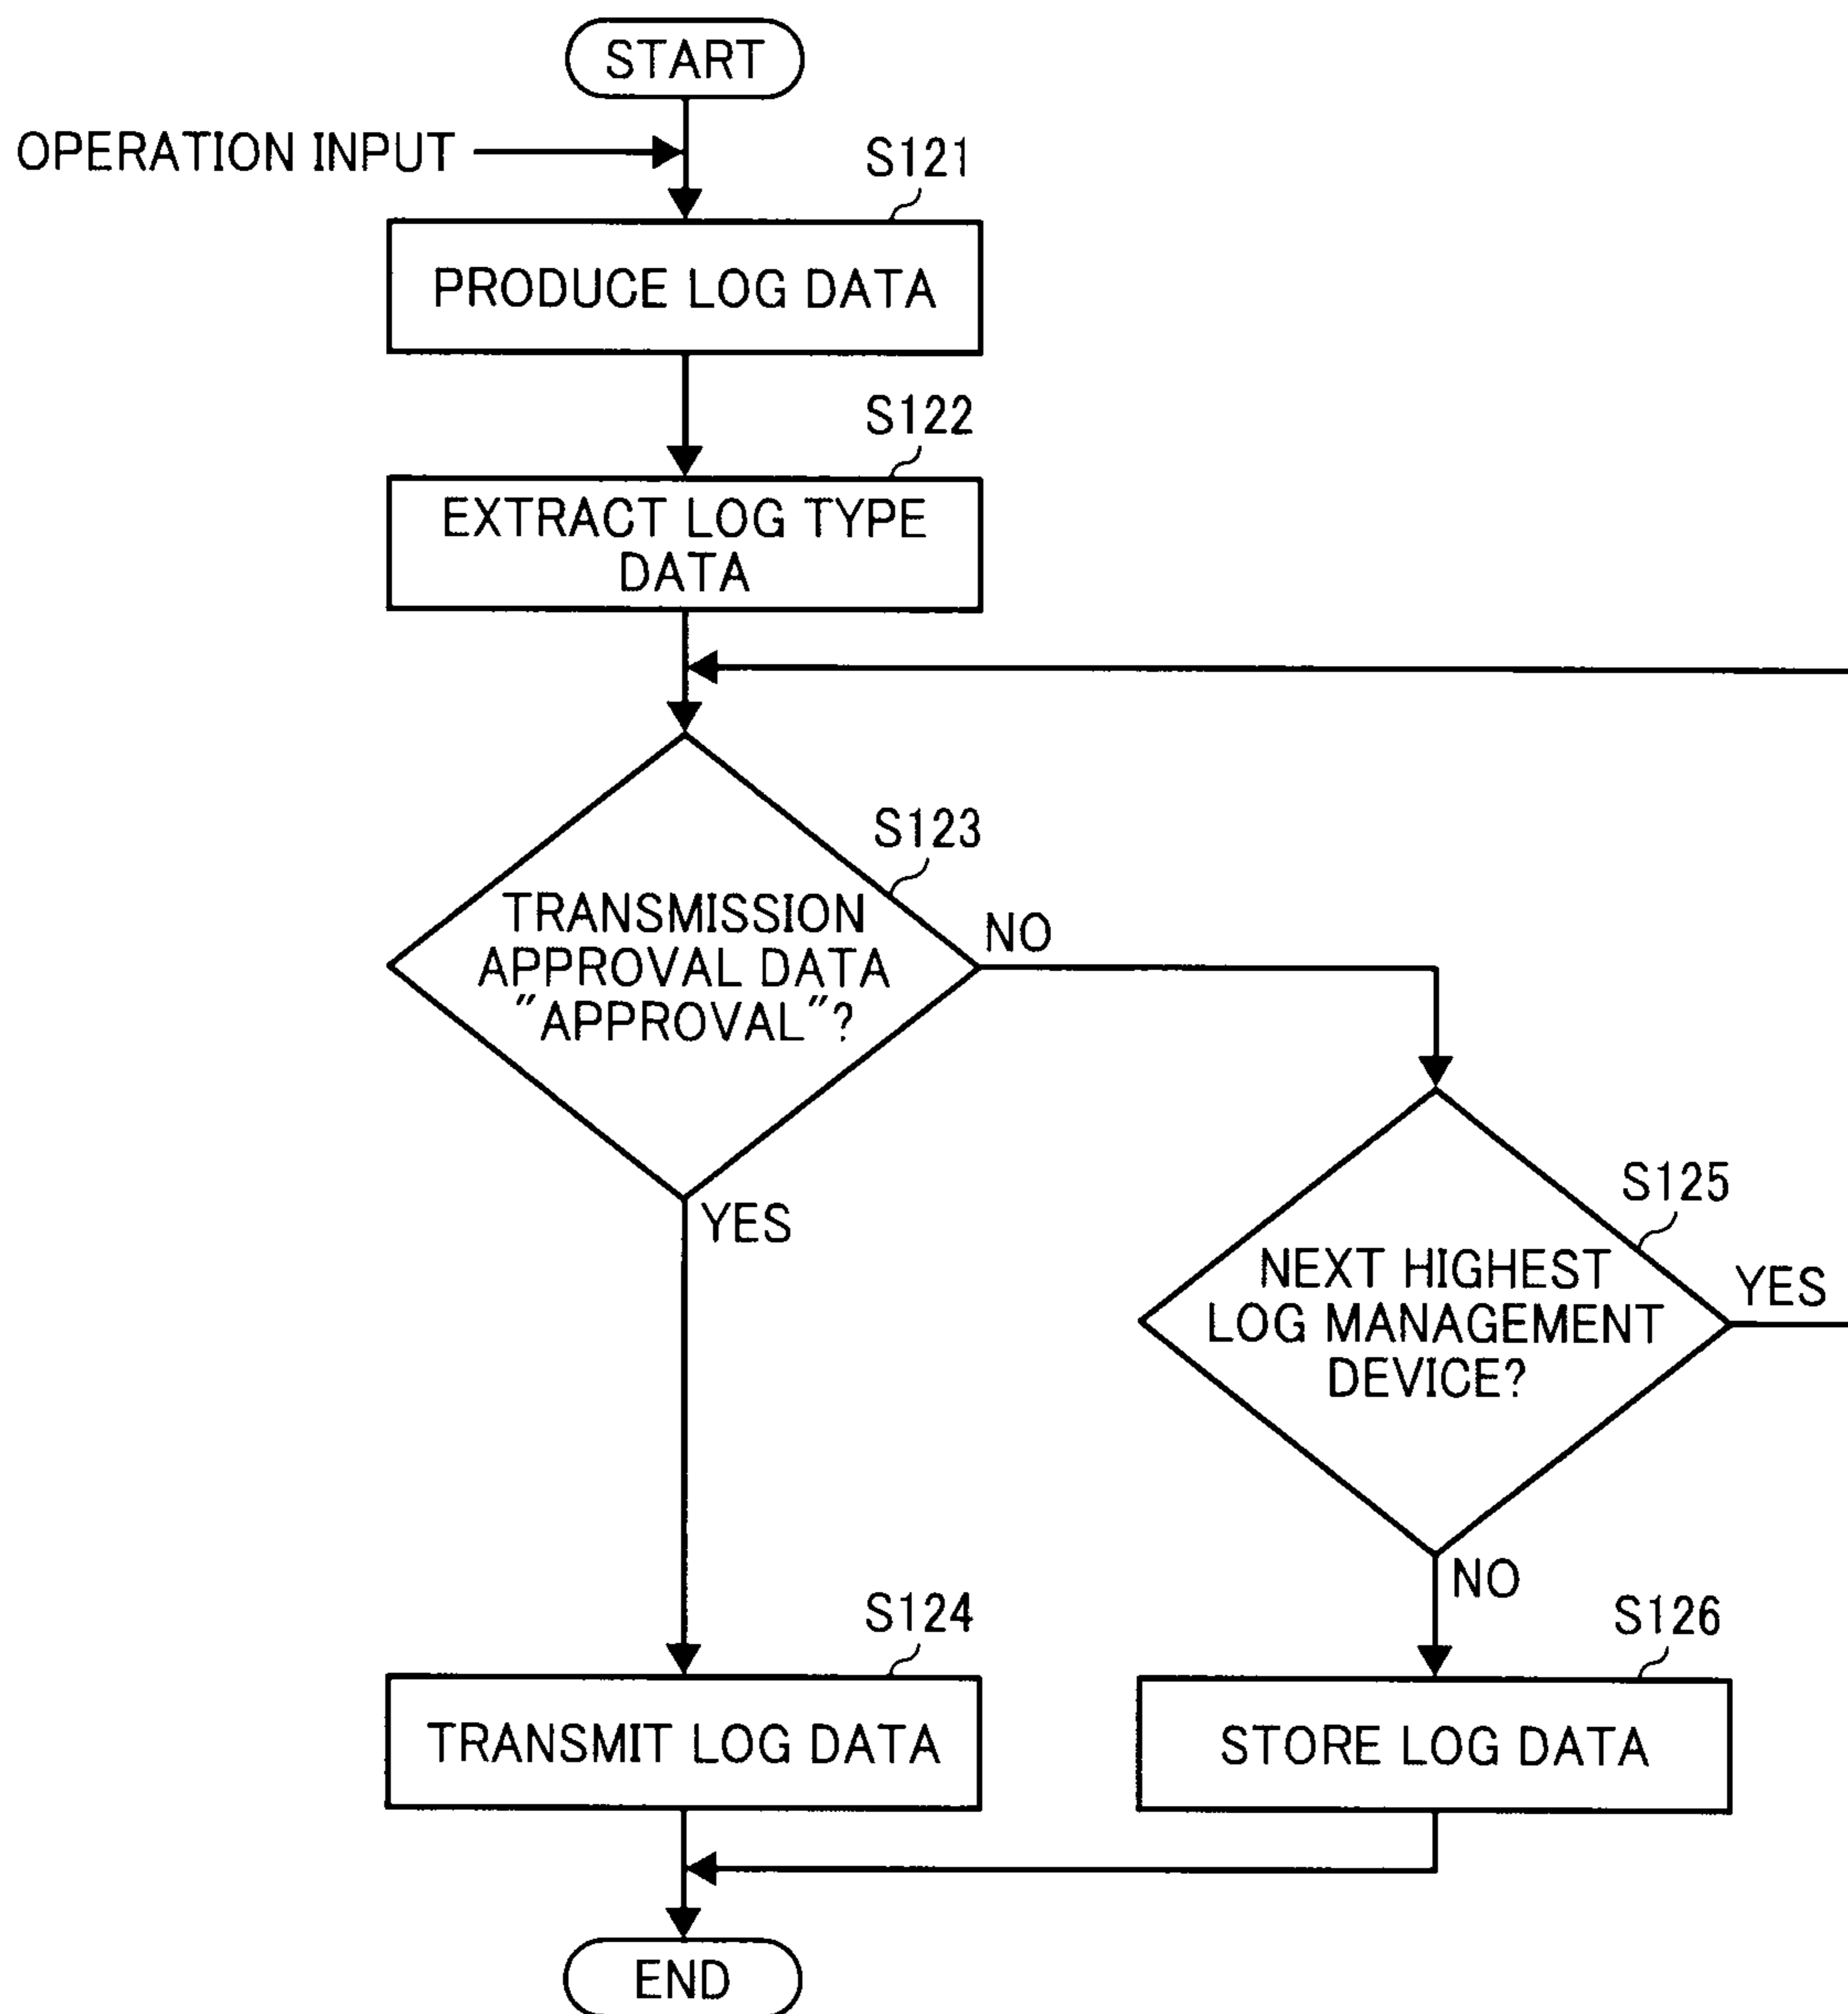 START
OPERATION INPUT
S121
PRODUCE LOG DATA
S122
EXTRACT LOG TYPE
DATA
S123
TRANSMISSION
APPROVAL DATA
"APPROVAL"?
NO
YES
S125
NEXT HIGHEST
LOG MANAGEMENT
DEVICE?
YES
NO
S124
TRANSMIT LOG DATA
S126
STORE LOG DATA
END